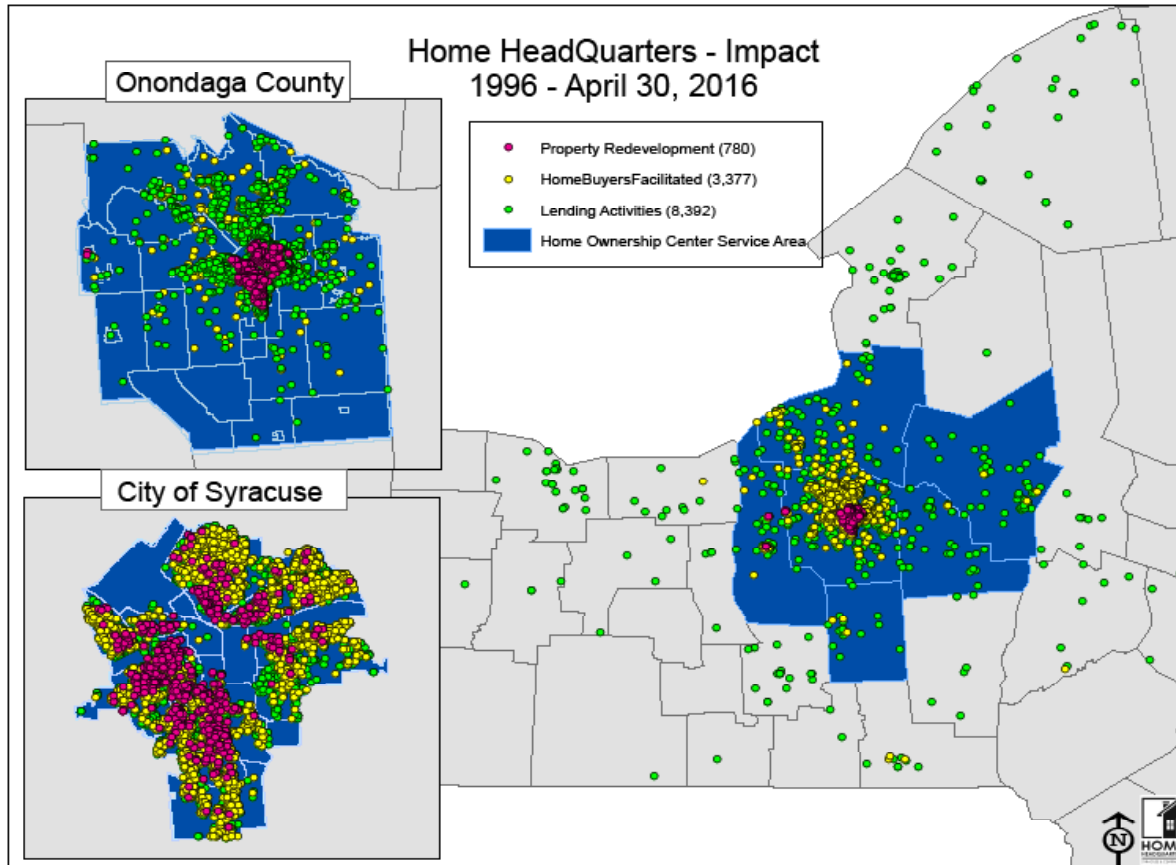 Home HeadQuarters - Impact
1996 - April 30, 2016
Onondaga County
Property Redevelopment (780)
HomeBuyersFacilitated (3,377)
Lending Activities (8,392)
Home Ownership Center Service Area
City of Syracuse
N